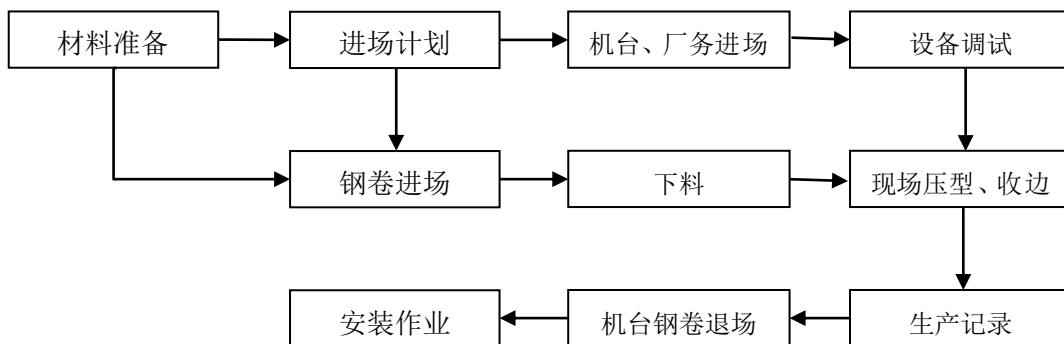 材料准备
进场计划
机台、厂务进场
设备调试
钢卷进场
下料
现场压型、收边
安装作业
机台钢卷退场
生产记录